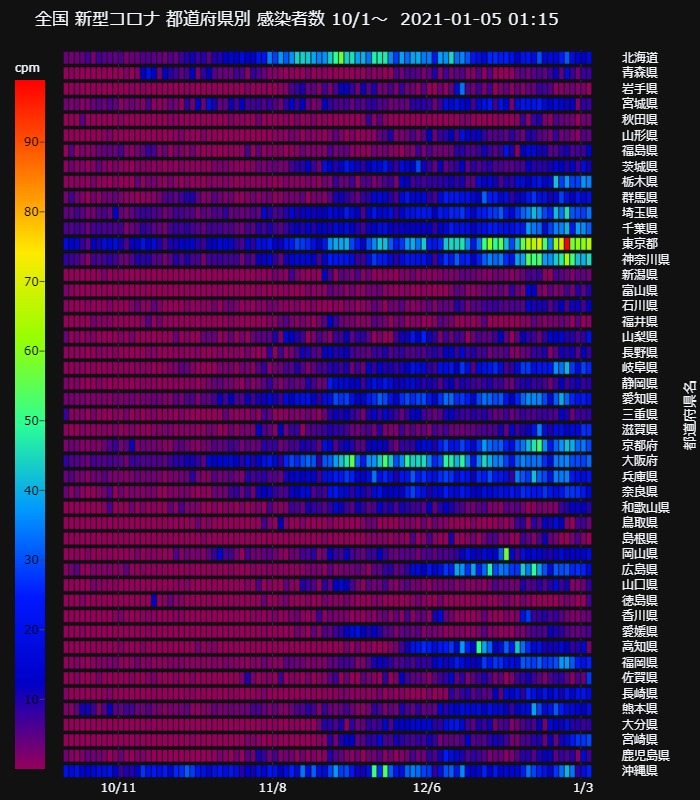 全国 新型コロナ 都道府県別 感染者数 10/1～ 2021-01-05 01:15
cpm
90
80
70
60
50
40
30
20
10
北海道
青森県
岩手県
宮城県
秋田県
山形県
福島県
茨城県
栃木県
群馬県
埼玉県
千葉県
東京都
神奈川県
新潟県
富山県
石川県
福井県
山梨県
長野県
岐阜県
静岡県
愛知県
三重県
滋賀県
京都府
大阪府
兵庫県
奈良県
和歌山県
鳥取県
島根県
岡山県
広島県
山口県
徳島県
香川県
愛媛県
高知県
福岡県
佐賀県
長崎県
熊本県
大分県
宮崎県
鹿児島県
沖縄県
都道府県名
10/11
11/8
12/6
1/3